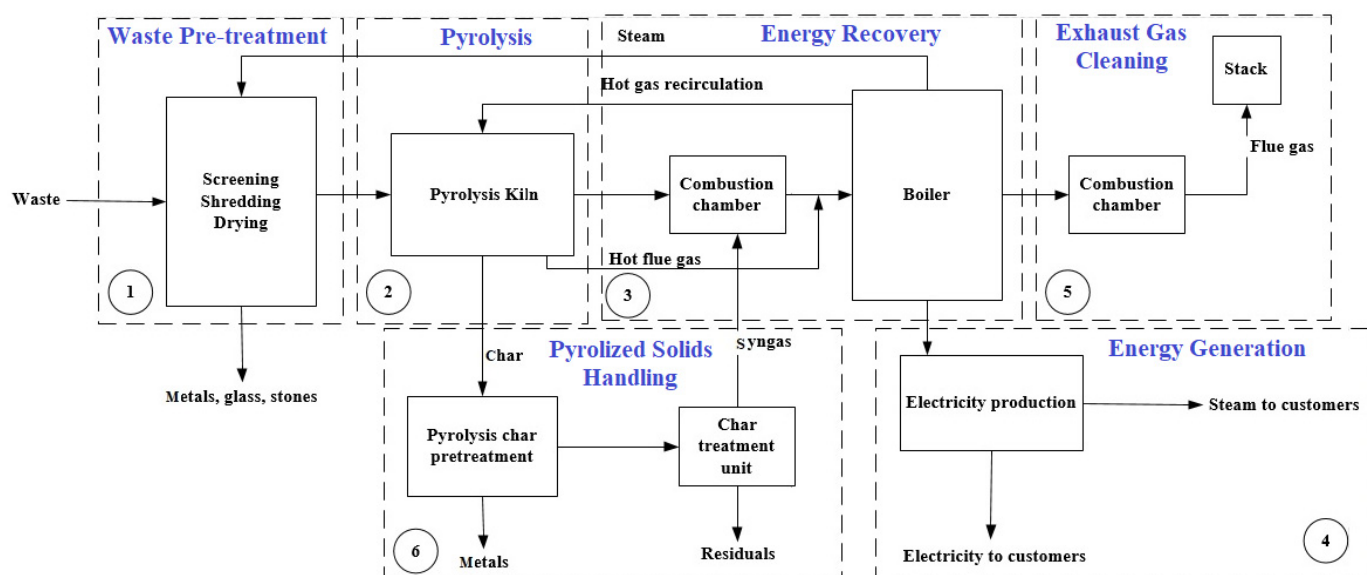 Waste Pre-treatment
Pyrolysis
Steam
Energy Recovery
Exhaust Gas
Cleaning
Stack
Hot gas recirculation
Flue gas
Waste
Screening
Shredding
Drying
Pyrolysis Kiln
Combustion
chamber
Boiler
Combustion
chamber
Hot flue gas
1
2
3
5
Char
Pyrolized Solids
Handling
Syngas
Energy Generation
Metals, glass, stones
Pyrolysis char
pretreatment
Char
treatment
unit
Electricity production
Steam to customers
6
Metals
Residuals
Electricity to customers
4